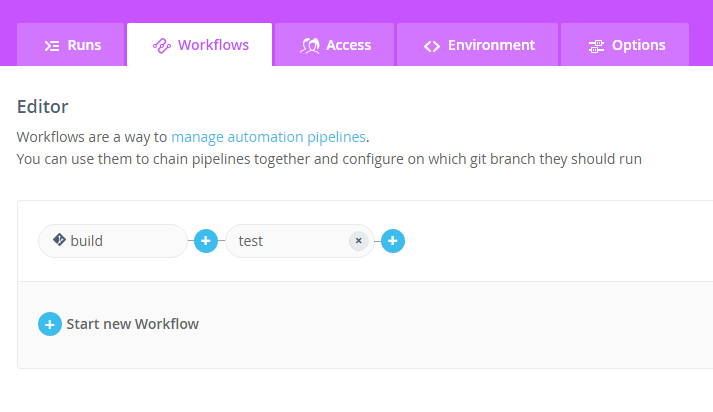 Runs Workflows Access Environment Options
Editor
Workflows are a way to manage automation pipelines.
You can use them to chain pipelines together and configure on which git branch they should run
build test
Start new Workflow